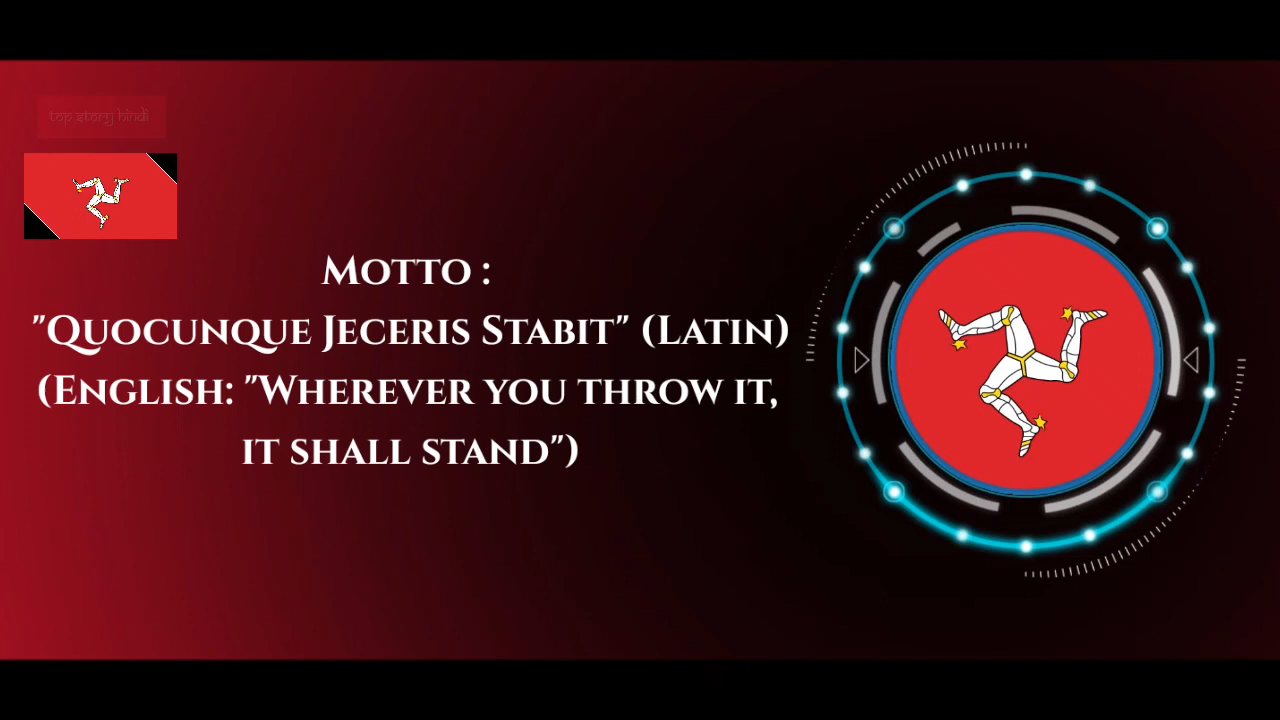 top story hindi
Motto :
"Quocunque Jeceris Stabit" (Latin)
(English: "Wherever you throw it,
it shall stand")